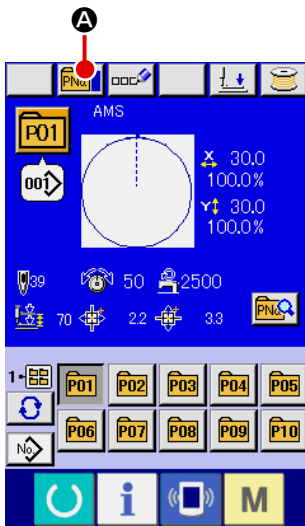 A
PNo.
AMS
P01
X 30.0
001
100.0%
Y 30.0
100.0%
39 50 2500
PNo.
70 2.2 3.3
1-
P01 P02 P03 P04 P05
P06 P07 P08 P09 P10
No.
i M